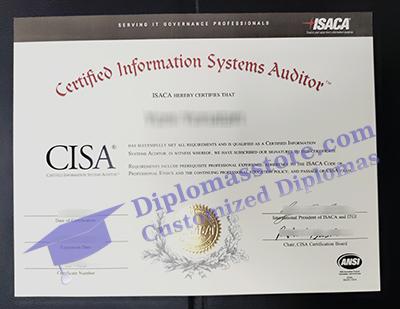 SERVING IT GOVERNANCE PROFESSIONALS
ISACA
Certified Information Systems Auditor™
ISACA HEREBY CERTIFIES THAT
HAS SUCCESSFULLY MET ALL REQUIREMENTS AND IS QUALIFIED AS A CERTIFIED INFORMATION
SYSTEMS AUDITOR. IN WITNESS WHEREOF, WE HAVE SUBSCRIBED OUR SIGNATURES TO THIS CERTIFICATE.
CISA®
CERTIFIED INFORMATION SYSTEMS AUDITOR™
REQUIREMENTS INCLUDE PREREQUISITE PROFESSIONAL EXPERIENCE, ADHERENCE TO THE ISACA CODE OF
PROFESSIONAL ETHICS AND THE CONTINUING PROFESSIONAL EDUCATION POLICY, AND PASSAGE OF CISA
Diplomasstore.com
Customized Diplomas
Date of Certification
International President of ISACA and ITGI
Expiration Date
Chair, CISA Certification Board
Certificate Number
ANSI